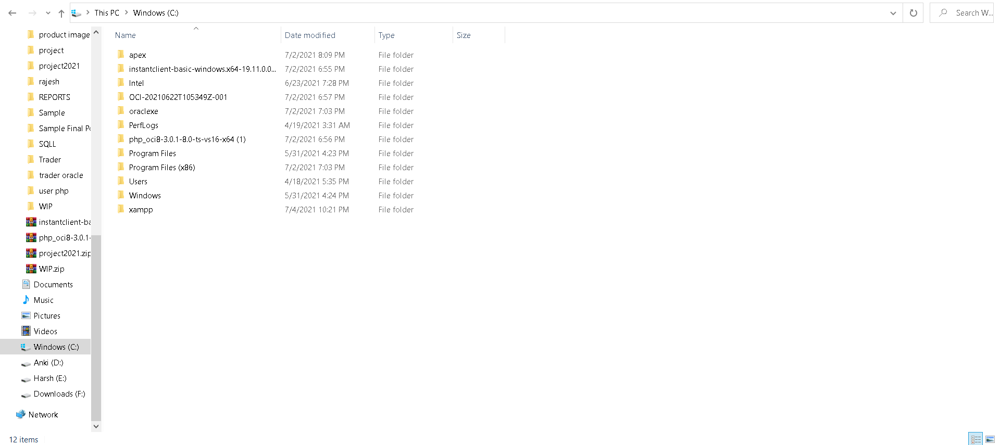 This PC > Windows (C:)
Search W...
product image
project
project2021
rajesh
REPORTS
Sample
Sample Final Po
SQLL
Trader
trader oracle
user php
WIP
instantclient-ba
php_oci8-3.0.1-
project2021.zip
WIP.zip
Documents
Music
Pictures
Videos
Windows (C:)
Anki (D:)
Harsh (E:)
Downloads (F:)
Network
Name Date modified Type Size
apex 7/2/2021 8:09 PM File folder
instantclient-basic-windows.x64-19.11.0.0... 7/2/2021 6:55 PM File folder
Intel 6/23/2021 7:28 PM File folder
OCI-20210622T105349Z-001 7/2/2021 6:57 PM File folder
oraclexe 7/2/2021 7:03 PM File folder
PerfLogs 4/19/2021 3:31 AM File folder
php_oci8-3.0.1-8.0-ts-vs16-x64 (1) 7/2/2021 6:56 PM File folder
Program Files 5/31/2021 4:23 PM File folder
Program Files (x86) 7/2/2021 7:03 PM File folder
Users 4/18/2021 5:35 PM File folder
Windows 5/31/2021 4:24 PM File folder
xampp 7/4/2021 10:21 PM File folder
12 items